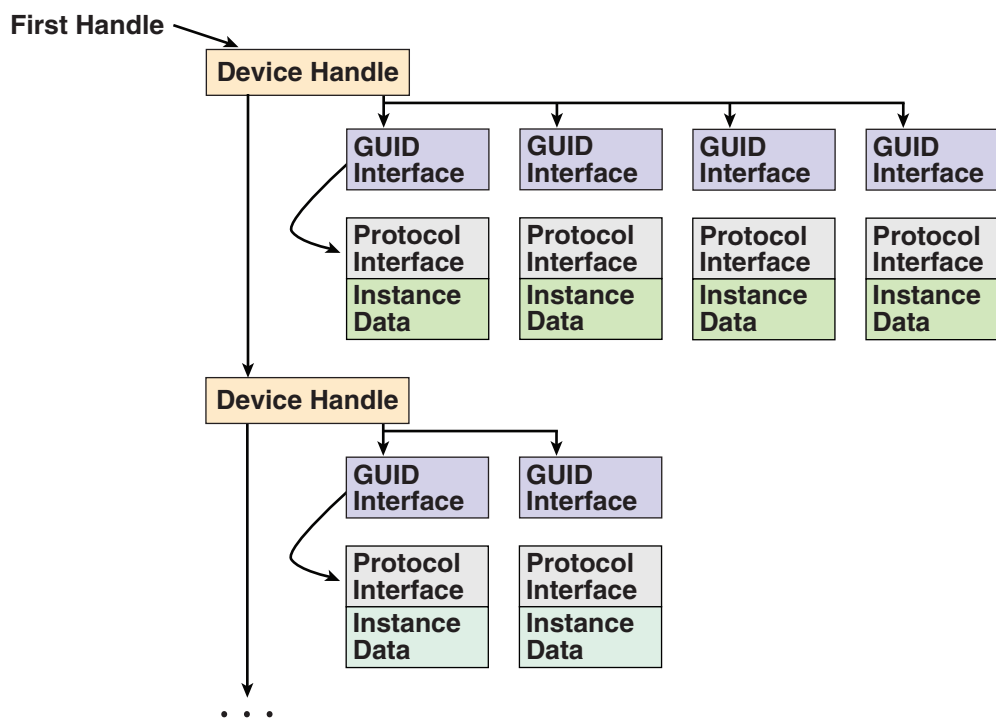 First Handle
Device Handle
GUID
Interface
GUID
Interface
GUID
Interface
GUID
Interface
Protocol
Interface
Instance
Data
Protocol
Interface
Instance
Data
Protocol
Interface
Instance
Data
Protocol
Interface
Instance
Data
Device Handle
GUID
Interface
GUID
Interface
Protocol
Interface
Instance
Data
Protocol
Interface
Instance
Data
. . .